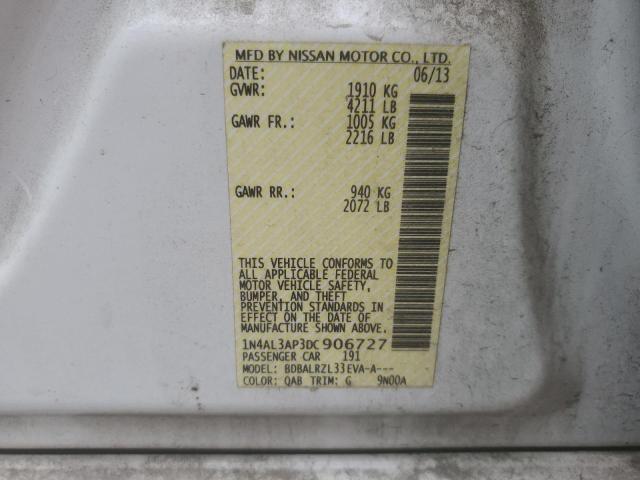 MFD BY NISSAN MOTOR CO., LTD.
DATE: 06/13
GVWR: 1910 KG
4211 LB
GAWR FR.: 1005 KG
2216 LB
GAWR RR.: 940 KG
2072 LB
THIS VEHICLE CONFORMS TO
ALL APPLICABLE FEDERAL
MOTOR VEHICLE SAFETY,
BUMPER, AND THEFT
PREVENTION STANDARDS IN
EFFECT ON THE DATE OF
MANUFACTURE SHOWN ABOVE.
1N4AL3AP3DC906727
PASSENGER CAR 191
MODEL: BDBALRZL33EVA-A---
COLOR: QAB TRIM: G 9N00A